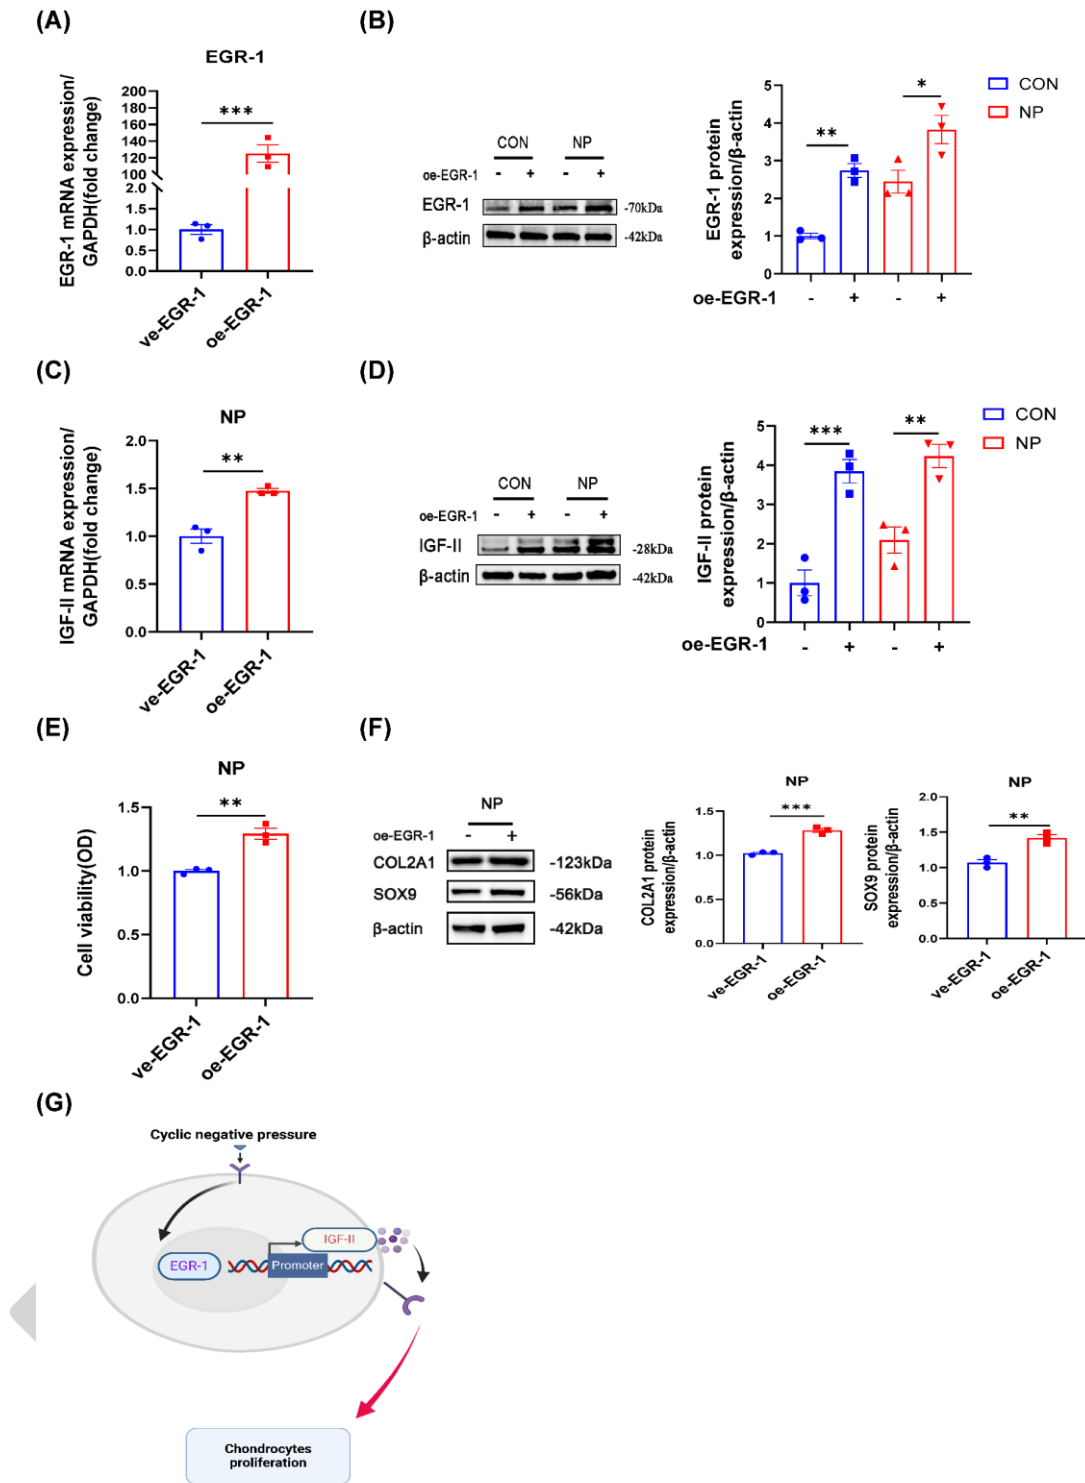 (A)
EGR-1
EGR-1 mRNA expression/
GAPDH(fold change)
200
180
160
140
120
100
2.0
1.5
1.0
0.5
0.0
***
ve-EGR-1
oe-EGR-1
(B)
CON NP
oe-EGR-1 - + - +
EGR-1 -70kDa
β-actin -42kDa
EGR-1 protein
expression/β-actin
5
4
3
2
1
0
**
*
CON
NP
oe-EGR-1 - + - +
(C)
NP
IGF-II mRNA expression/
GAPDH(fold change)
2.0
1.5
1.0
0.5
0.0
**
ve-EGR-1
oe-EGR-1
(D)
CON NP
oe-EGR-1 - + - +
IGF-II -28kDa
β-actin -42kDa
IGF-II protein
expression/β-actin
5
4
3
2
1
0
***
**
CON
NP
oe-EGR-1 - + - +
(E)
NP
Cell viability(OD)
1.5
1.0
0.5
0.0
**
ve-EGR-1
oe-EGR-1
(F)
NP
oe-EGR-1 - +
COL2A1 -123kDa
SOX9 -56kDa
β-actin -42kDa
NP
COL2A1 protein
expression/β-actin
1.5
1.0
0.5
0.0
***
ve-EGR-1
oe-EGR-1
NP
SOX9 protein
expression/β-actin
2.0
1.5
1.0
0.5
0.0
**
ve-EGR-1
oe-EGR-1
(G)
Cyclic negative pressure
IGF-II
EGR-1
Promoter
Chondrocytes
proliferation